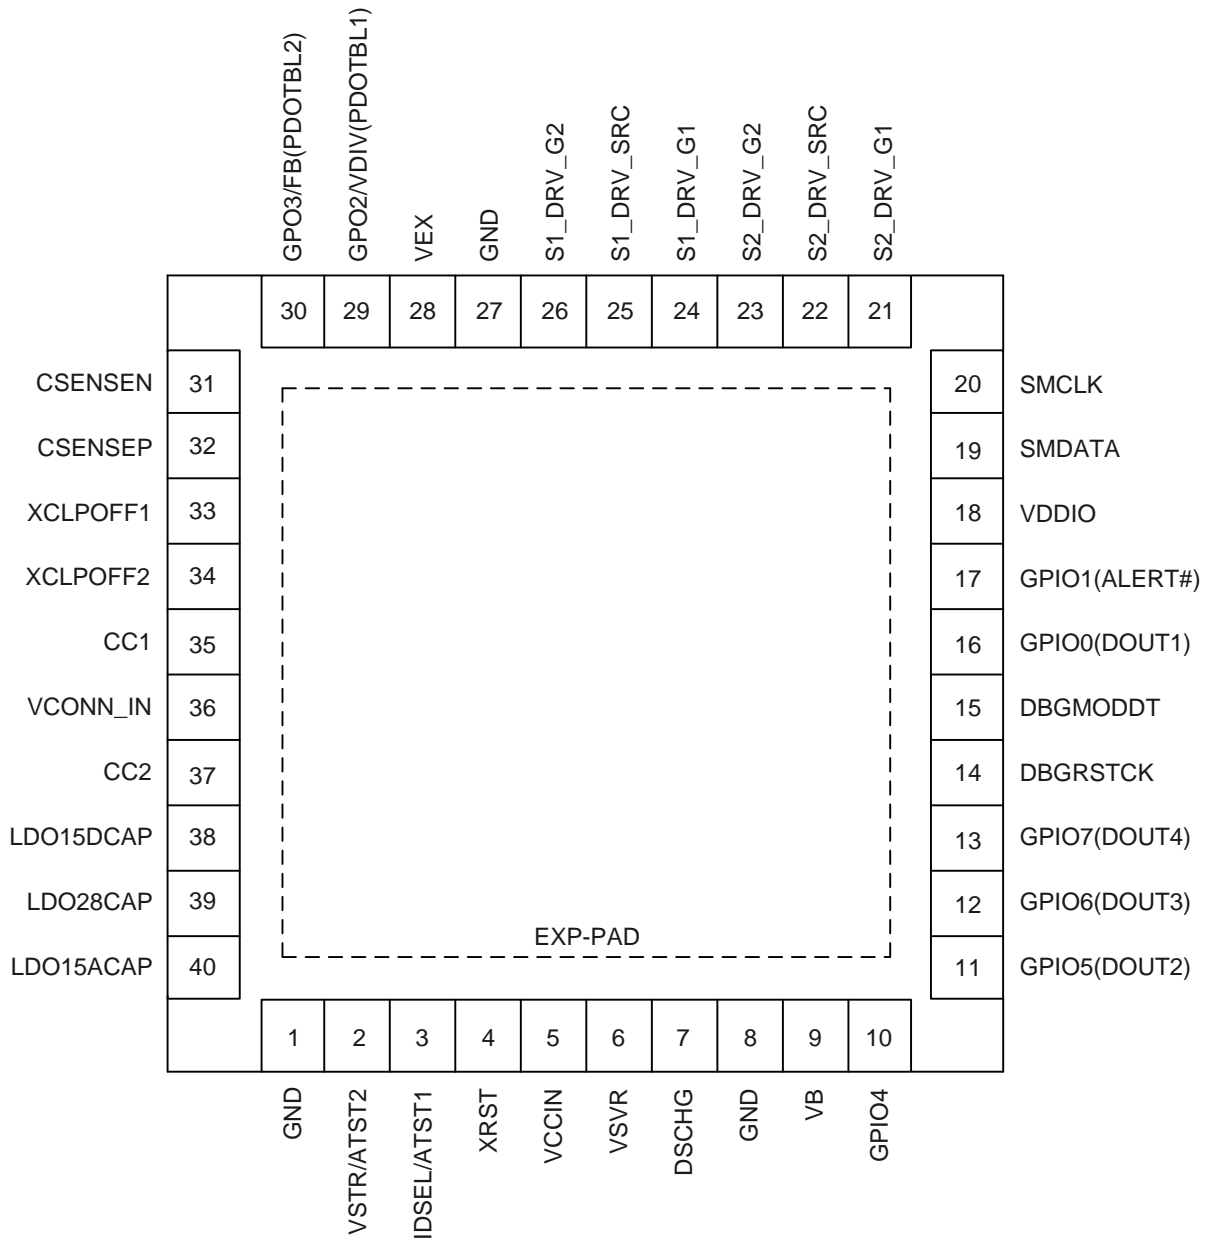 GPO3/FB(PDOTBL2)
GPO2/VDIV(PDOTBL1)
VEX
GND
S1_DRV_G2
S1_DRV_SRC
S1_DRV_G1
S2_DRV_G2
S2_DRV_SRC
S2_DRV_G1
30
29
28
27
26
25
24
23
22
21
CSENSEN
31
20
SMCLK
CSENSEP
32
19
SMDATA
XCLPOFF1
33
18
VDDIO
XCLPOFF2
34
17
GPIO1(ALERT#)
CC1
35
16
GPIO0(DOUT1)
VCONN_IN
36
15
DBGMODDT
CC2
37
14
DBGRSTCK
LDO15DCAP
38
13
GPIO7(DOUT4)
LDO28CAP
39
12
GPIO6(DOUT3)
EXP-PAD
LDO15ACAP
40
11
GPIO5(DOUT2)
1
2
3
4
5
6
7
8
9
10
GND
VSTR/ATST2
IDSEL/ATST1
XRST
VCCIN
VSVR
DSCHG
GND
VB
GPIO4